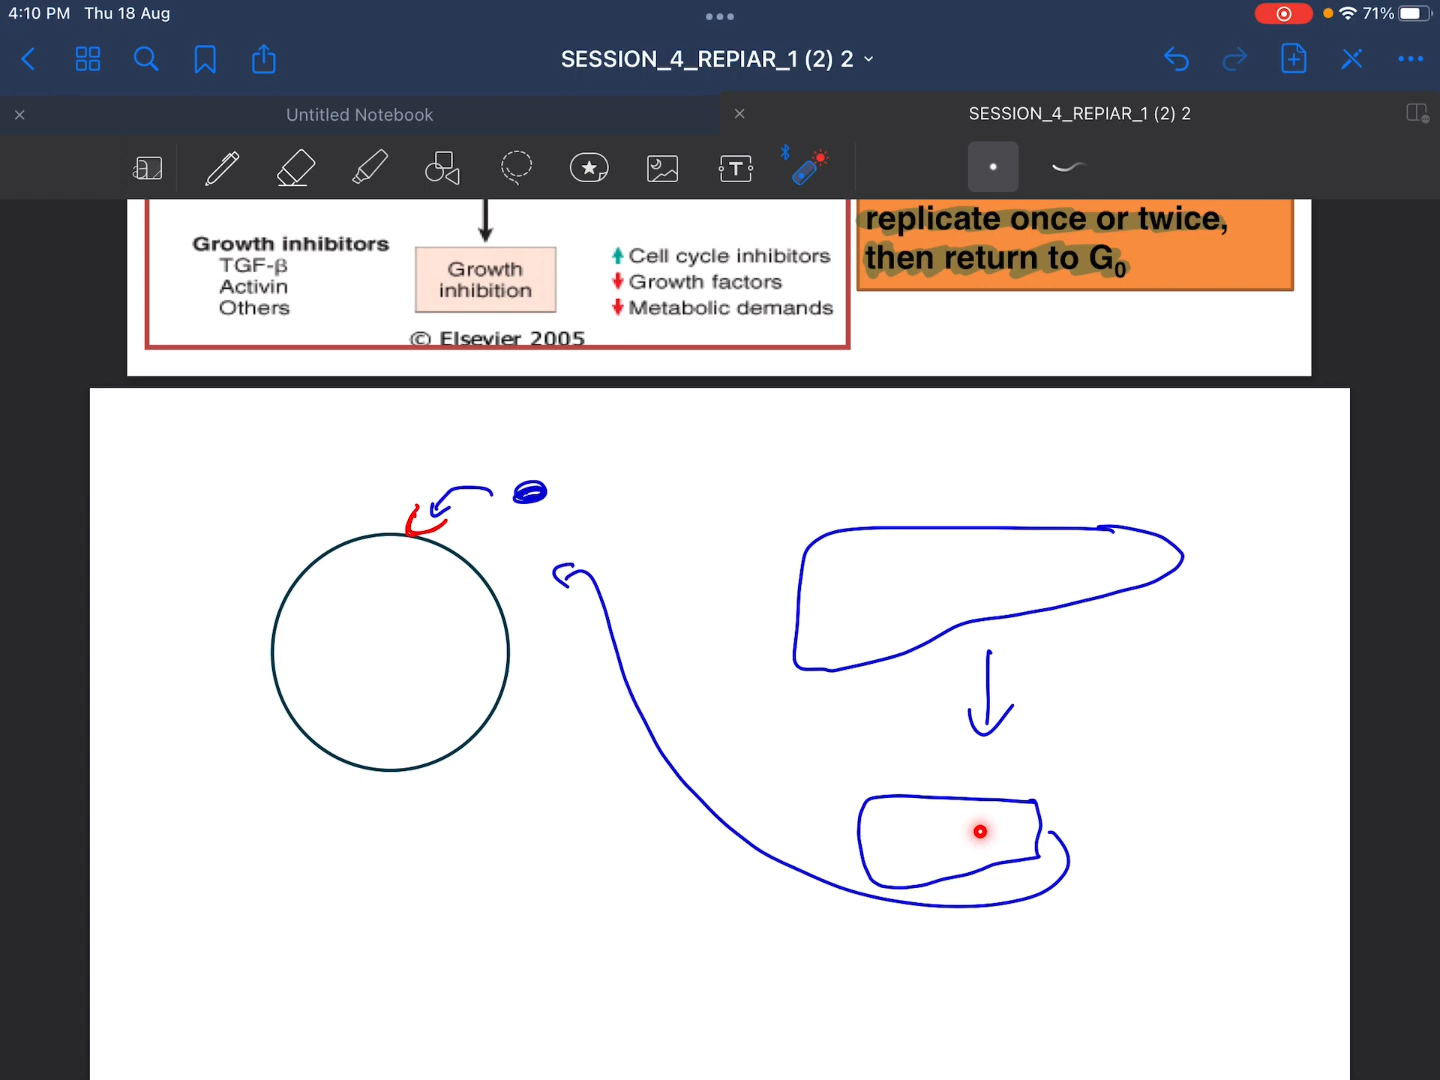 4:10 PM Thu 18 Aug
71%
SESSION_4_REPIAR_1 (2) 2
Untitled Notebook
SESSION_4_REPIAR_1 (2) 2
Growth inhibitors
TGF-β
Activin
Others
Growth
inhibition
Cell cycle inhibitors
Growth factors
Metabolic demands
© Elsevier 2005
replicate once or twice,
then return to G₀